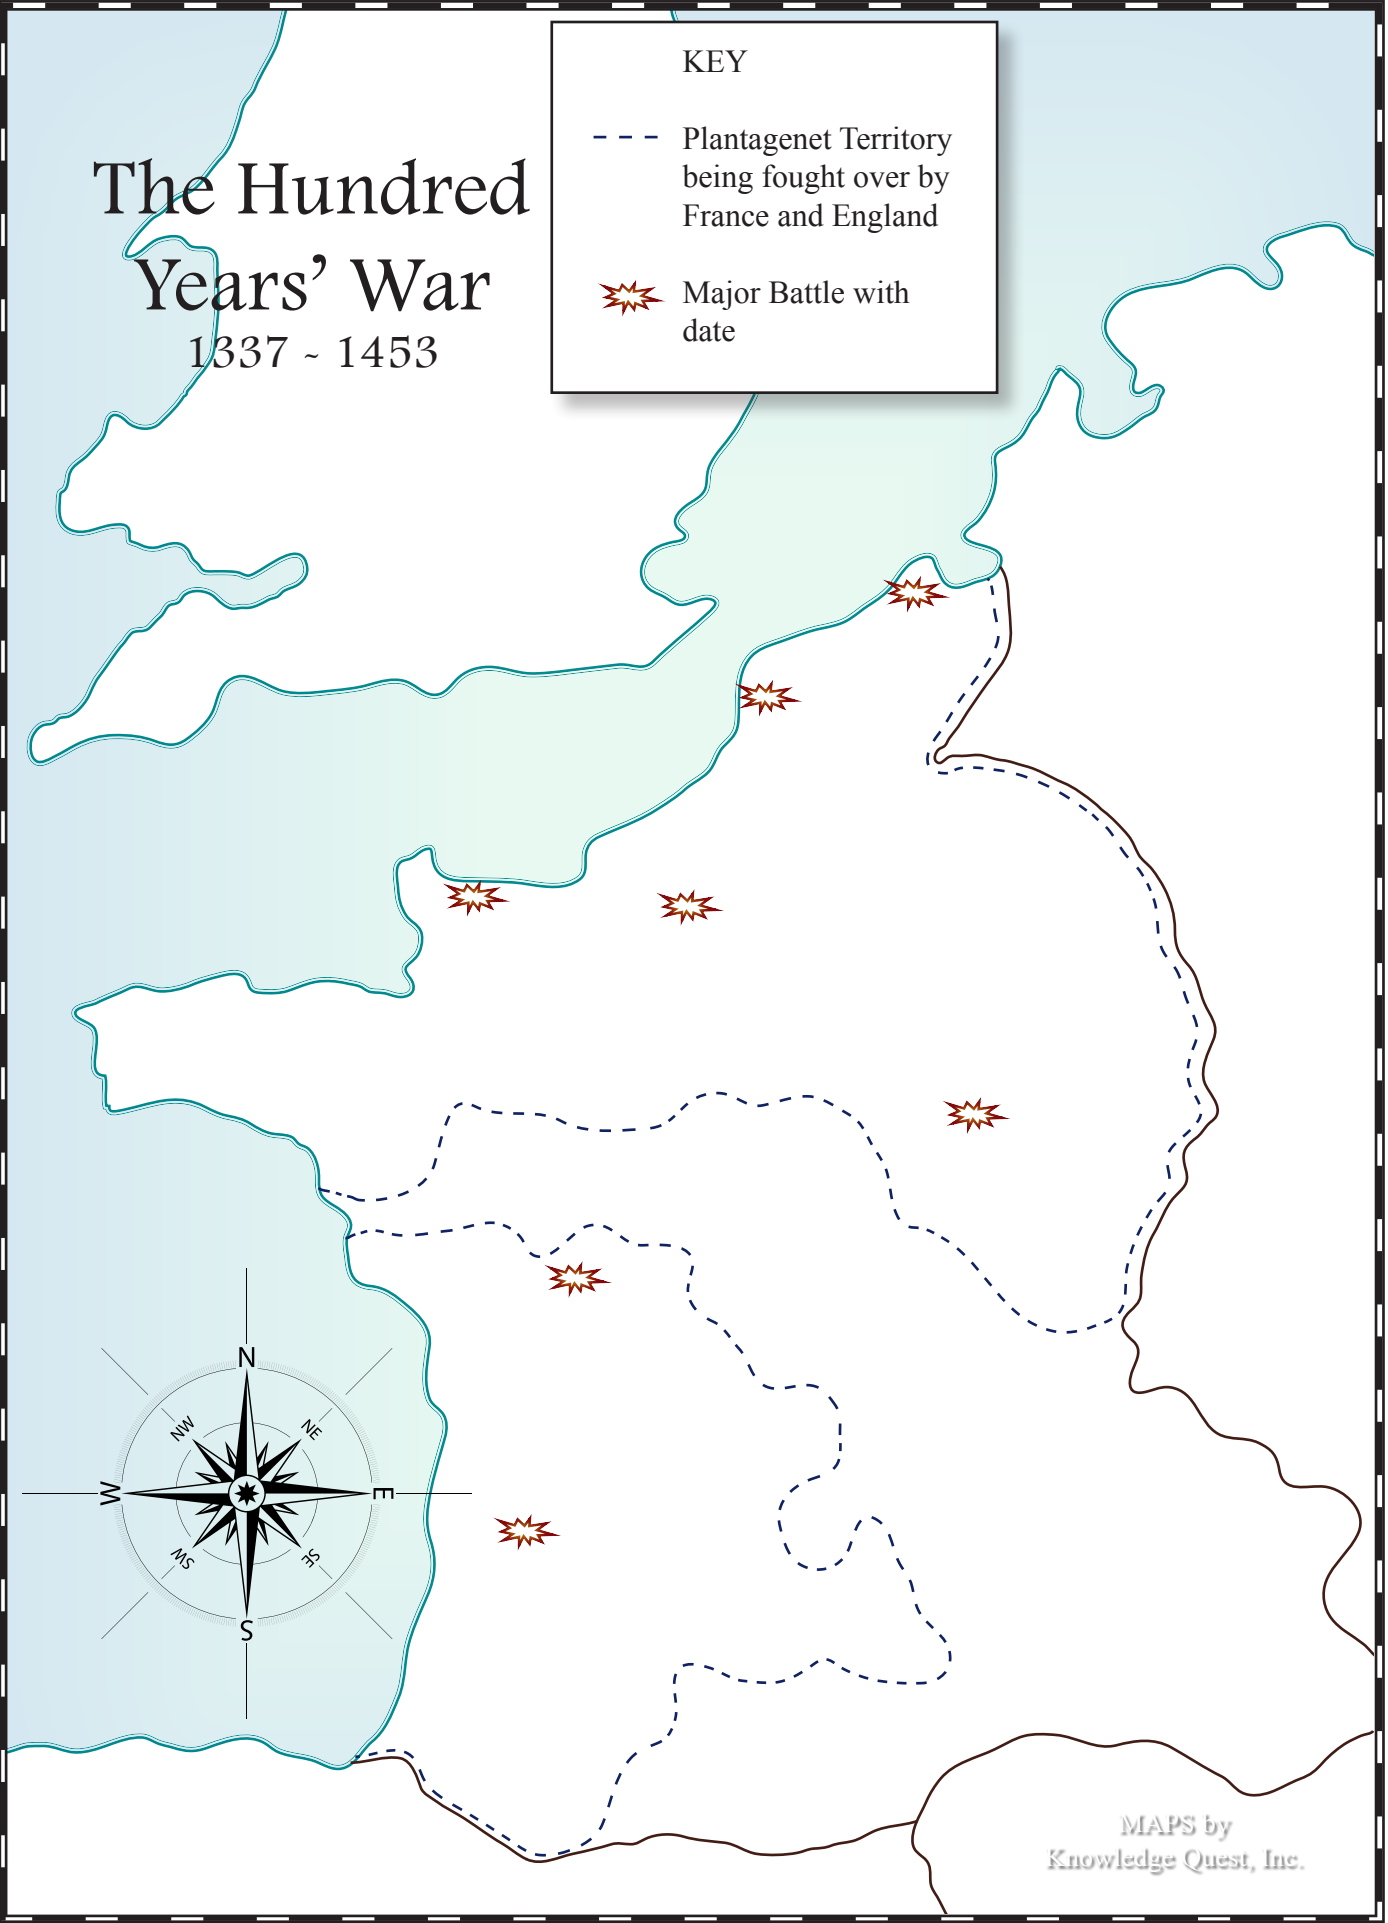 The Hundred
Years' War
1337 ~ 1453
KEY
Plantagenet Territory
being fought over by
France and England
Major Battle with
date
N
NW
NE
W
E
SW
SE
S
MAPS by
Knowledge Quest, Inc.